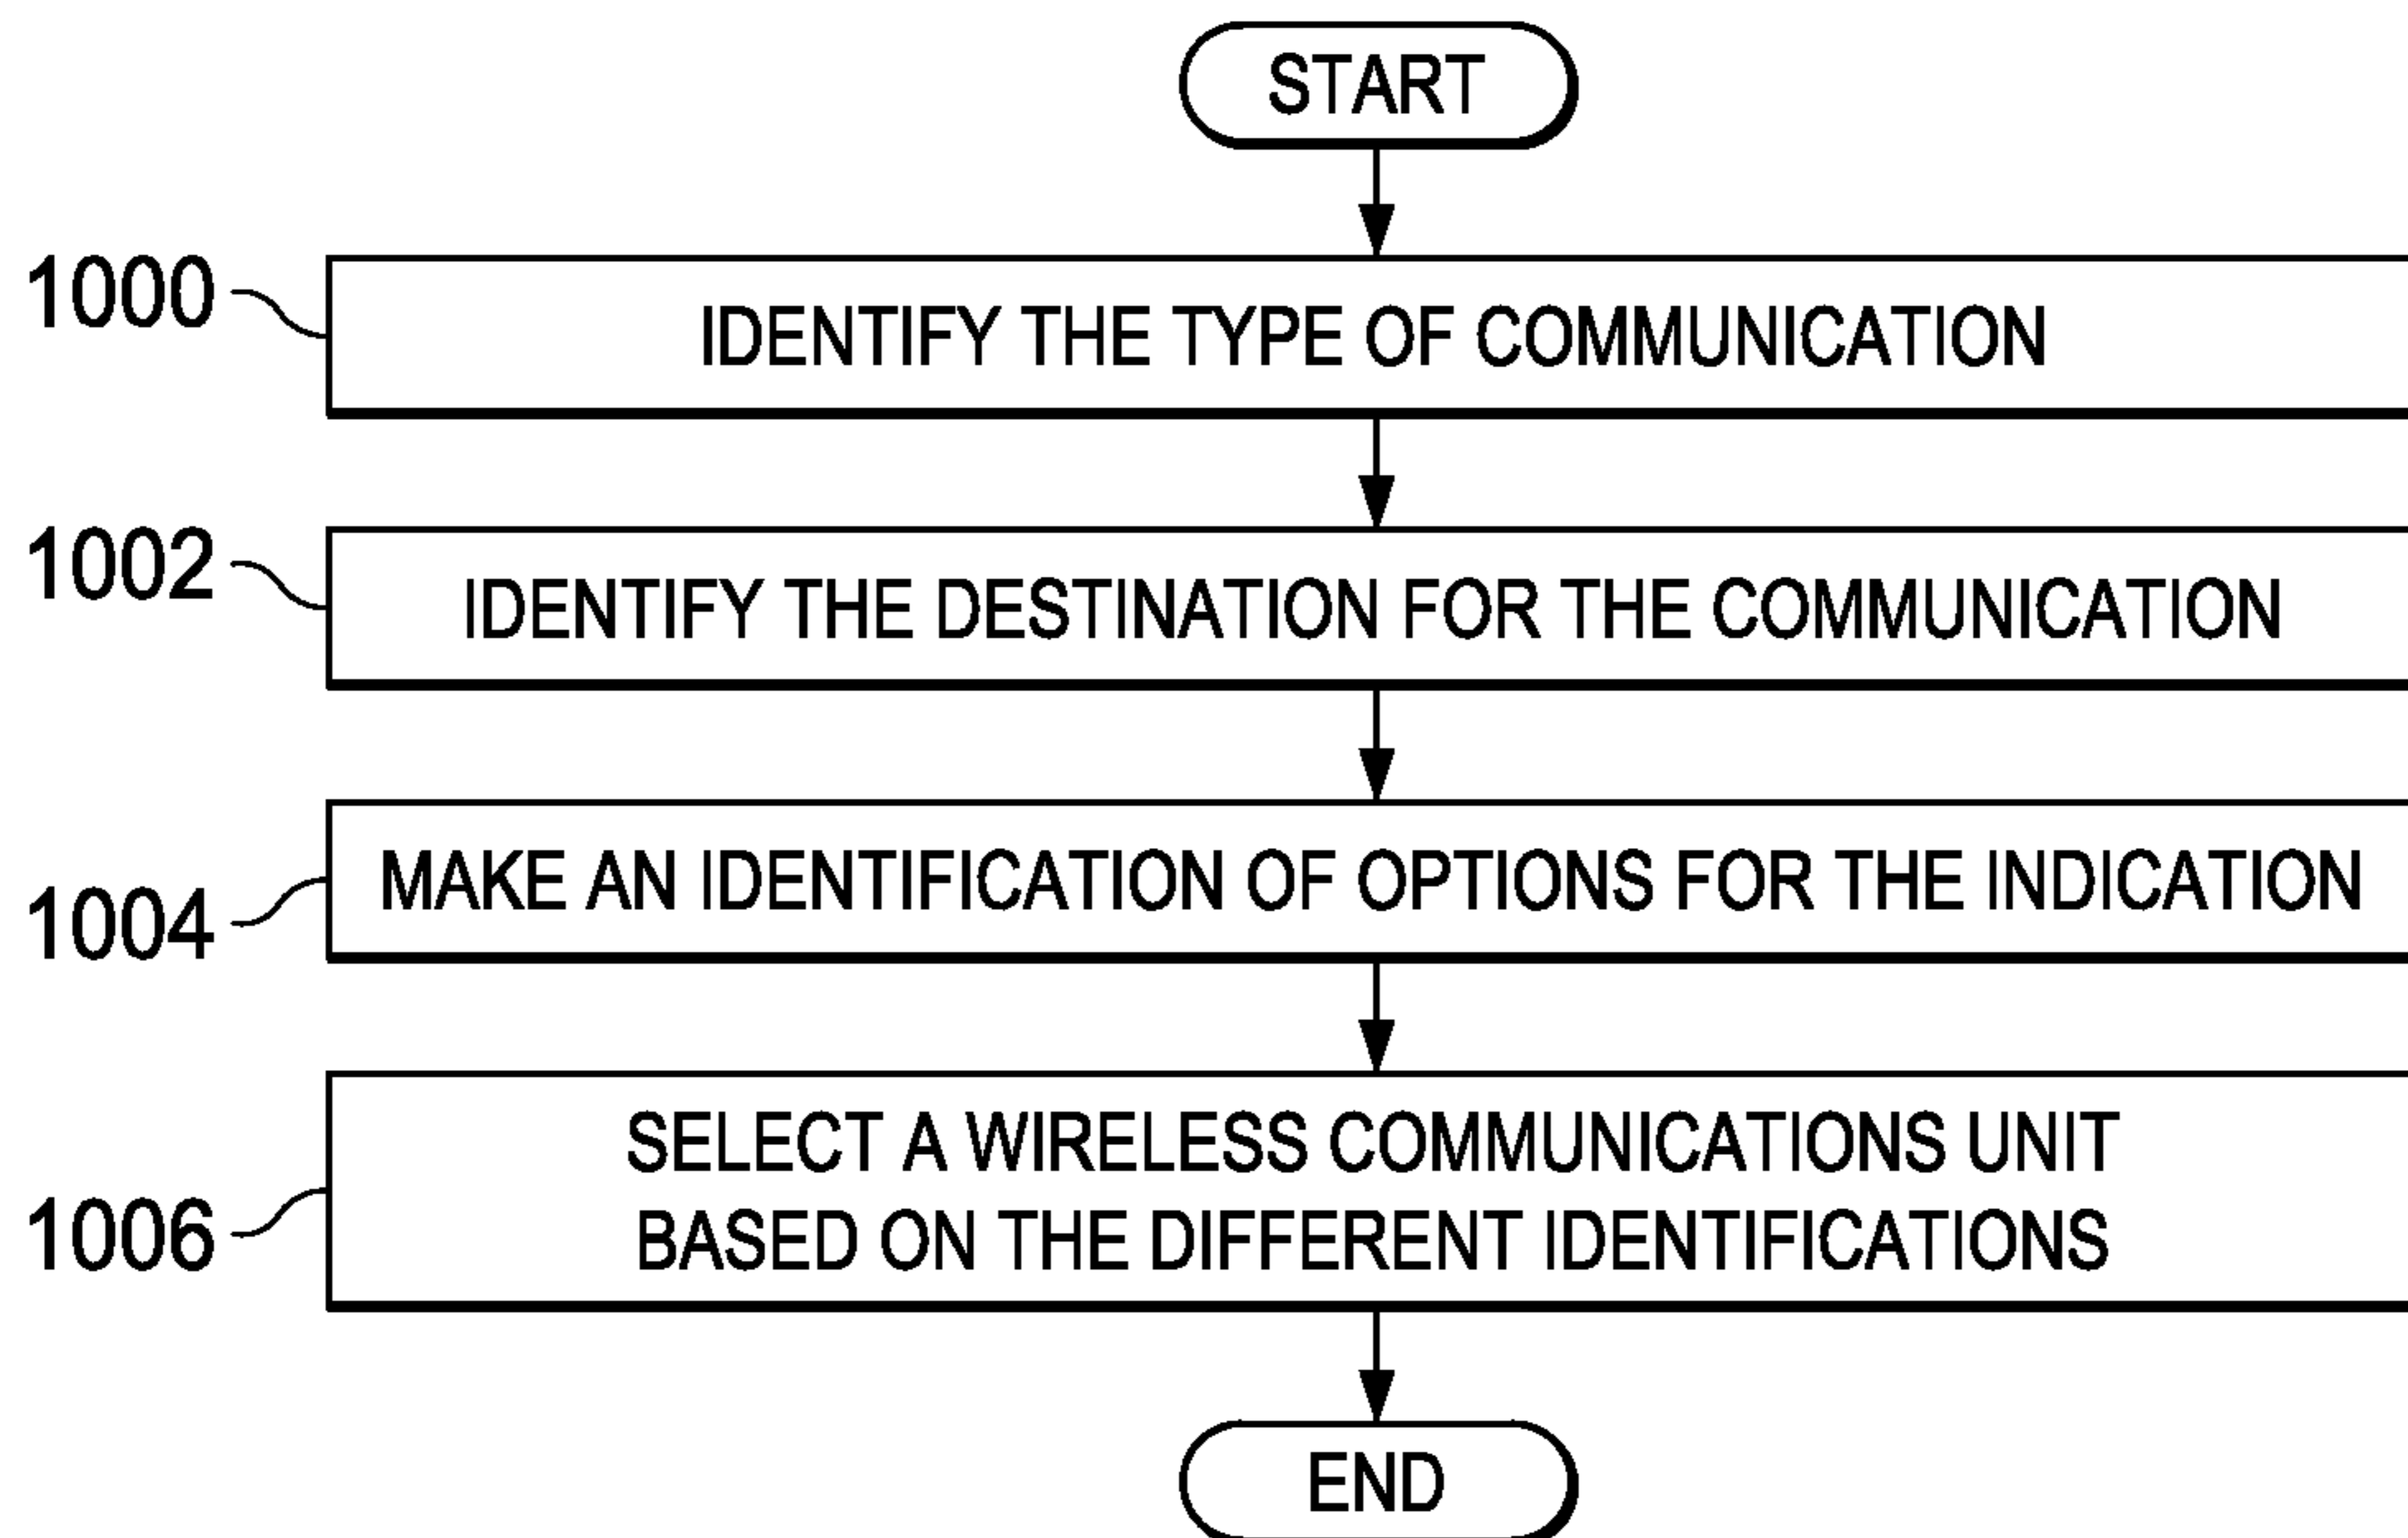 START
1000
IDENTIFY THE TYPE OF COMMUNICATION
1002
IDENTIFY THE DESTINATION FOR THE COMMUNICATION
1004
MAKE AN IDENTIFICATION OF OPTIONS FOR THE INDICATION
1006
SELECT A WIRELESS COMMUNICATIONS UNIT
BASED ON THE DIFFERENT IDENTIFICATIONS
END